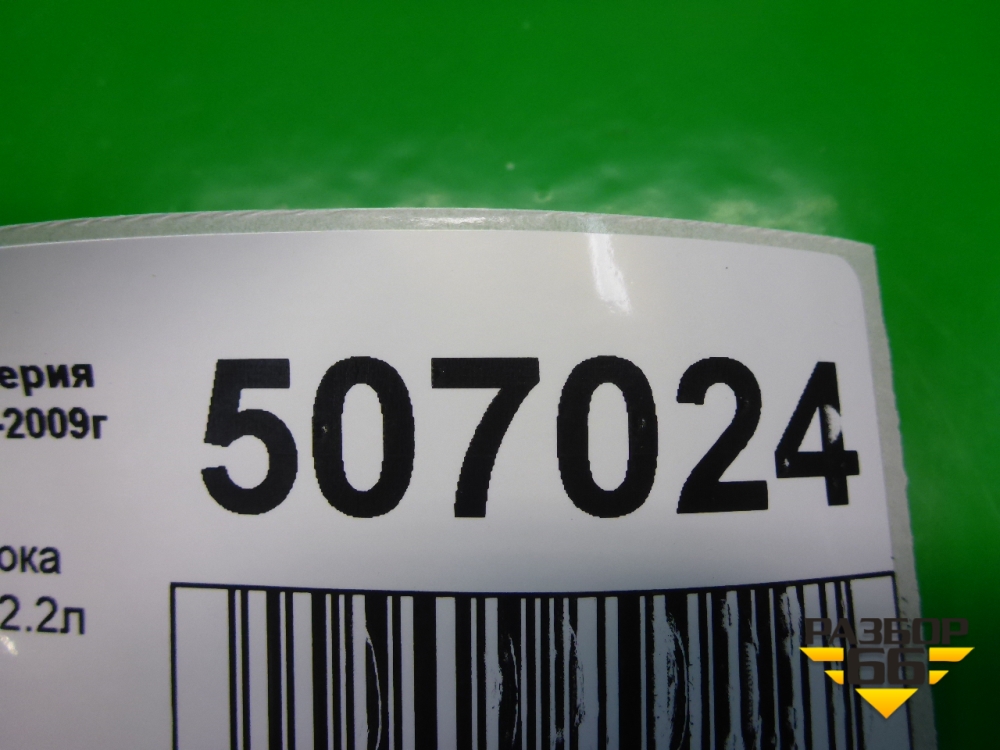 ерия
-2009г
507024
ока
2.2л
РАЗБОР
66